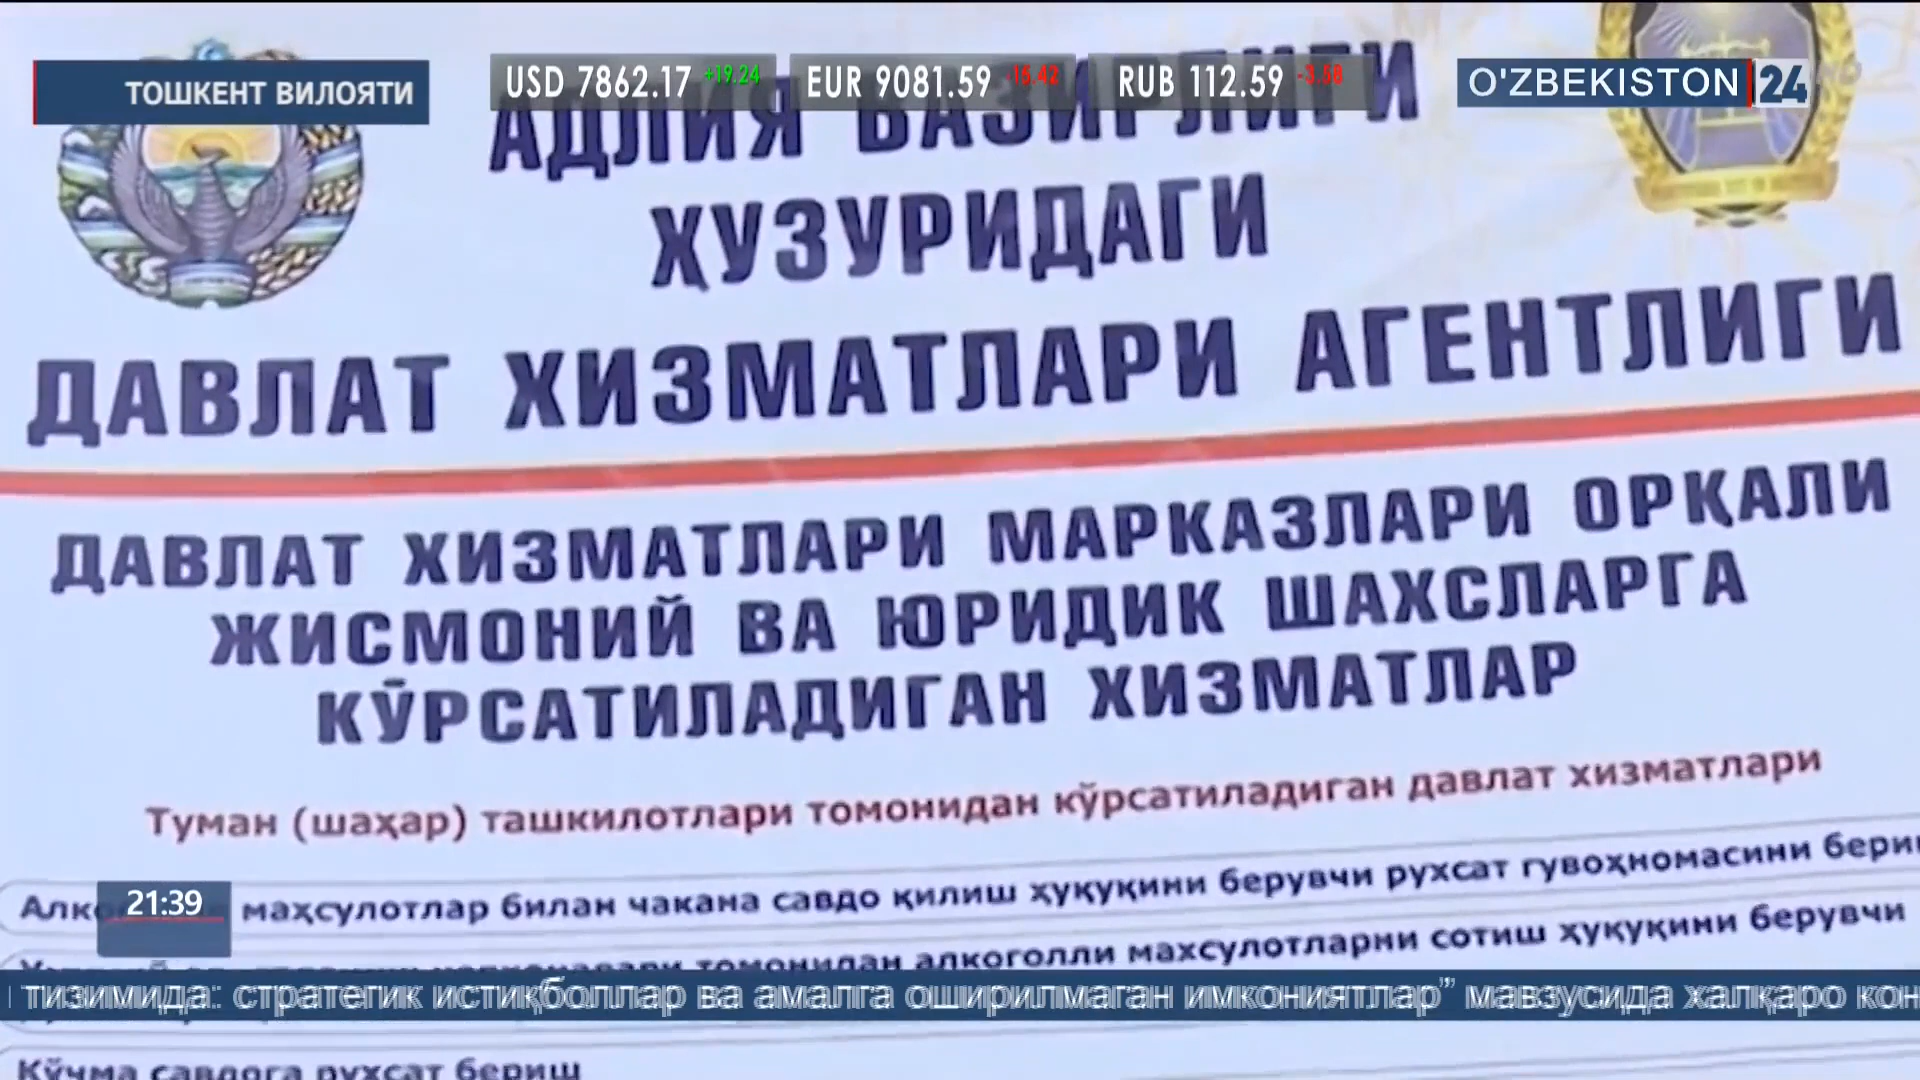 ТОШКЕНТ ВИЛОЯТИ
USD 7862.17 +19.24
EUR 9081.59 -15.42
RUB 112.59 -3.58
O'ZBEKISTON 24
АДЛИЯ ВАЗИРЛИГИ
ҲУЗУРИДАГИ
ДАВЛАТ ХИЗМАТЛАРИ АГЕНТЛИГИ
ДАВЛАТ ХИЗМАТЛАРИ МАРКАЗЛАРИ ОРҚАЛИ
ЖИСМОНИЙ ВА ЮРИДИК ШАХСЛАРГА
КЎРСАТИЛАДИГАН ХИЗМАТЛАР
Туман (шаҳар) ташкилотлари томонидан кўрсатиладиган давлат хизматлари
маҳсулотлар билан чакана савдо қилиш ҳуқуқини берувчи рухсат гувоҳномасини
21:39
томонидан алкоголли махсулотларни сотиш ҳуқуқини берувчи
тизимида: стратегик истиқболлар ва амалга оширилмаган имкониятлар” мавзусида халқаро кон
Кўчма савдога рухсат бериш